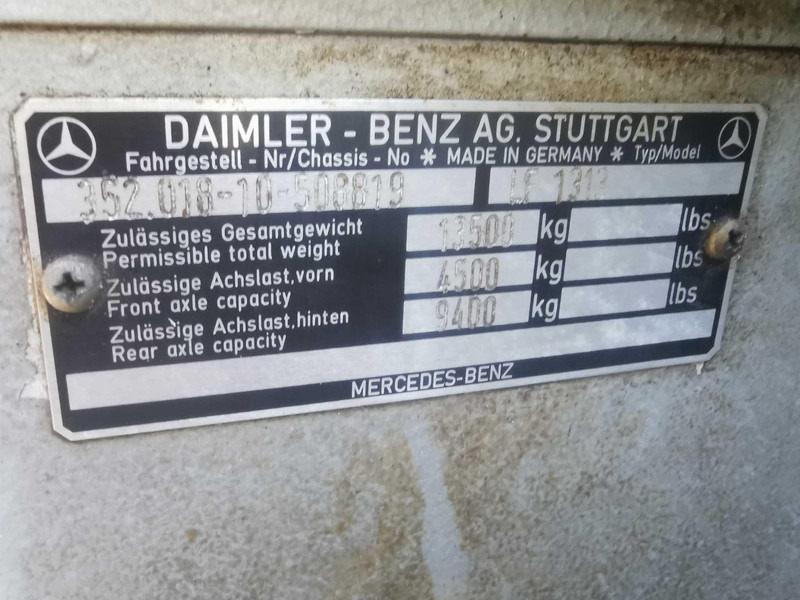 DAIMLER - BENZ AG. STUTTGART
Fahrgestell - Nr/Chassis - No * MADE IN GERMANY * Typ/Model
352.018-10-508819 LF 1313
Zulässiges Gesamtgewicht
Permissible total weight 13500 kg lbs
Zulässige Achslast,vorn
Front axle capacity 4500 kg lbs
Zulässige Achslast,hinten
Rear axle capacity 9400 kg lbs
MERCEDES-BENZ